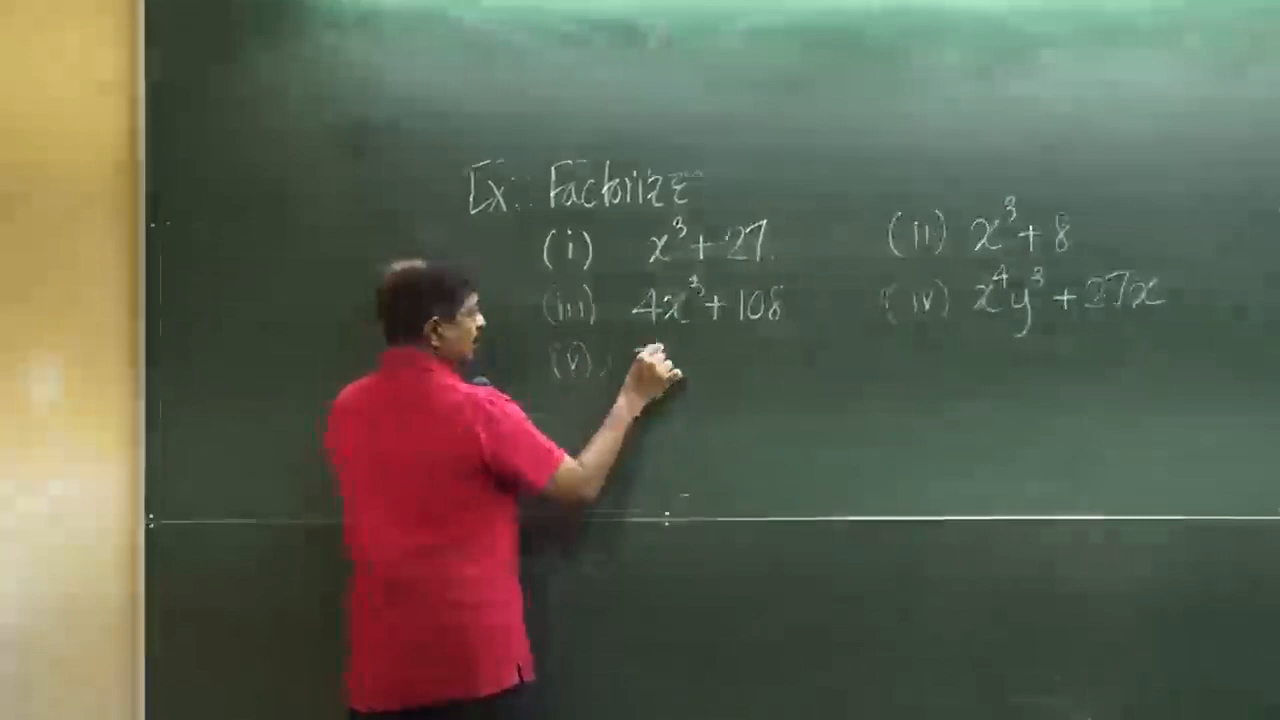 Ex: Factorize
(i) x³ + 27. (ii) x³ + 8
(iii) 4x³ + 108 (iv) x⁴y³ + 27x
(v)